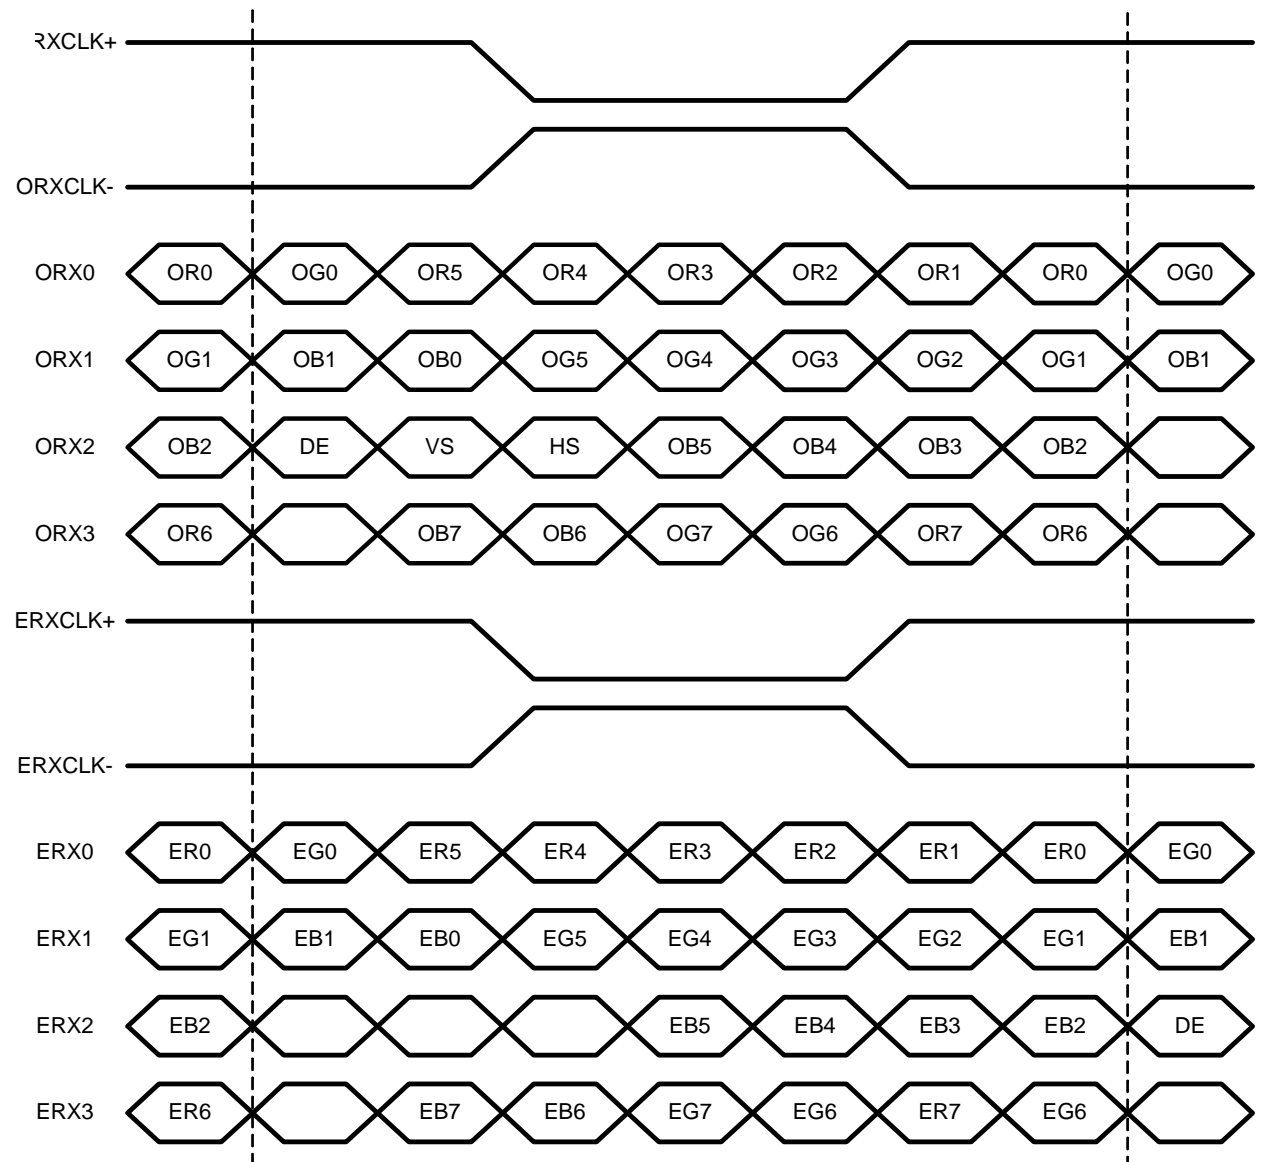 RXCLK+
ORXCLK-
ORX0 OR0 OG0 OR5 OR4 OR3 OR2 OR1 OR0 OG0
ORX1 OG1 OB1 OB0 OG5 OG4 OG3 OG2 OG1 OB1
ORX2 OB2 DE VS HS OB5 OB4 OB3 OB2
ORX3 OR6 OB7 OB6 OG7 OG6 OR7 OR6
ERXCLK+
ERXCLK-
ERX0 ER0 EG0 ER5 ER4 ER3 ER2 ER1 ER0 EG0
ERX1 EG1 EB1 EB0 EG5 EG4 EG3 EG2 EG1 EB1
ERX2 EB2 EB5 EB4 EB3 EB2 DE
ERX3 ER6 EB7 EB6 EG7 EG6 ER7 EG6